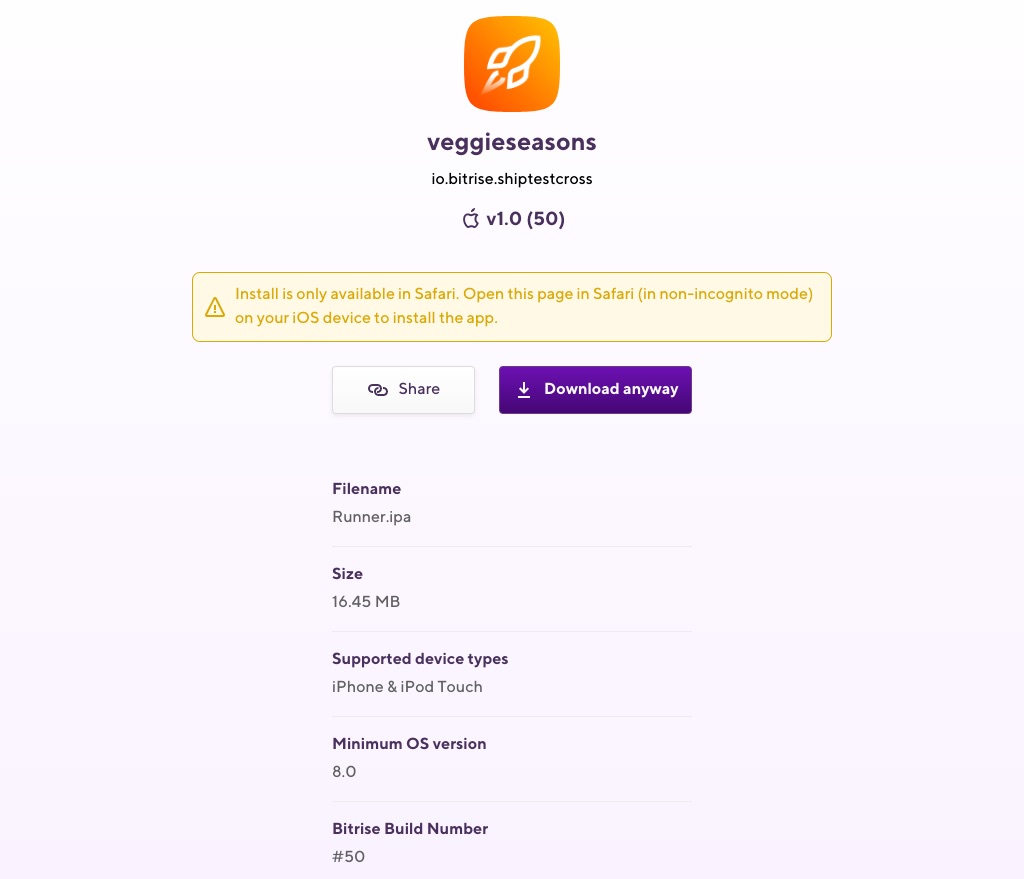 veggieseasons
io.bitrise.shiptestcross
v1.0 (50)
Install is only available in Safari. Open this page in Safari (in non-incognito mode)
on your iOS device to install the app.
Share
Download anyway
Filename
Runner.ipa
Size
16.45 MB
Supported device types
iPhone & iPod Touch
Minimum OS version
8.0
Bitrise Build Number
#50